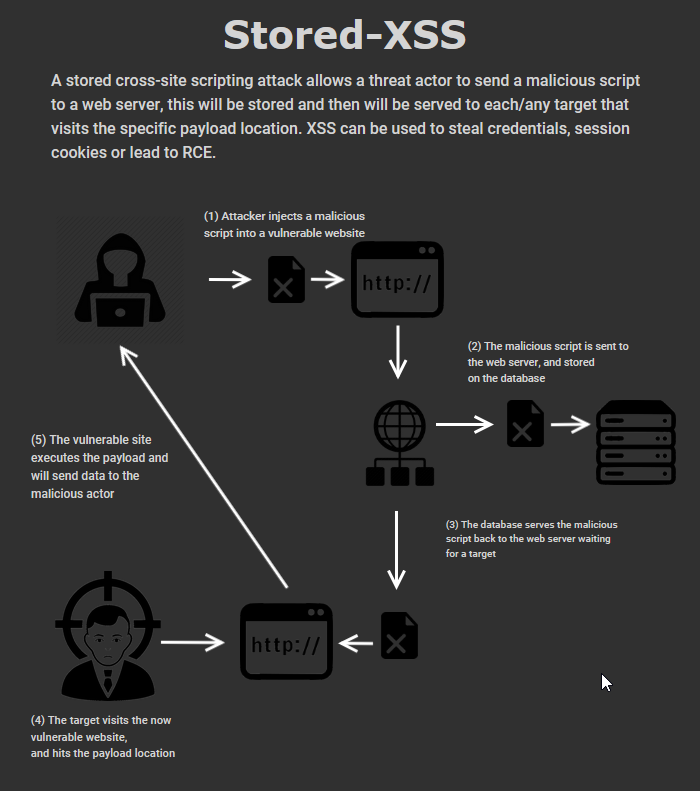 Stored-XSS
A stored cross-site scripting attack allows a threat actor to send a malicious script
to a web server, this will be stored and then will be served to each/any target that
visits the specific payload location. XSS can be used to steal credentials, session
cookies or lead to RCE.
(1) Attacker injects a malicious
script into a vulnerable website
http://
(2) The malicious script is sent to
the web server, and stored
on the database
(3) The database serves the malicious
script back to the web server waiting
for a target
(5) The vulnerable site
executes the payload and
will send data to the
malicious actor
http://
(4) The target visits the now
vulnerable website,
and hits the payload location